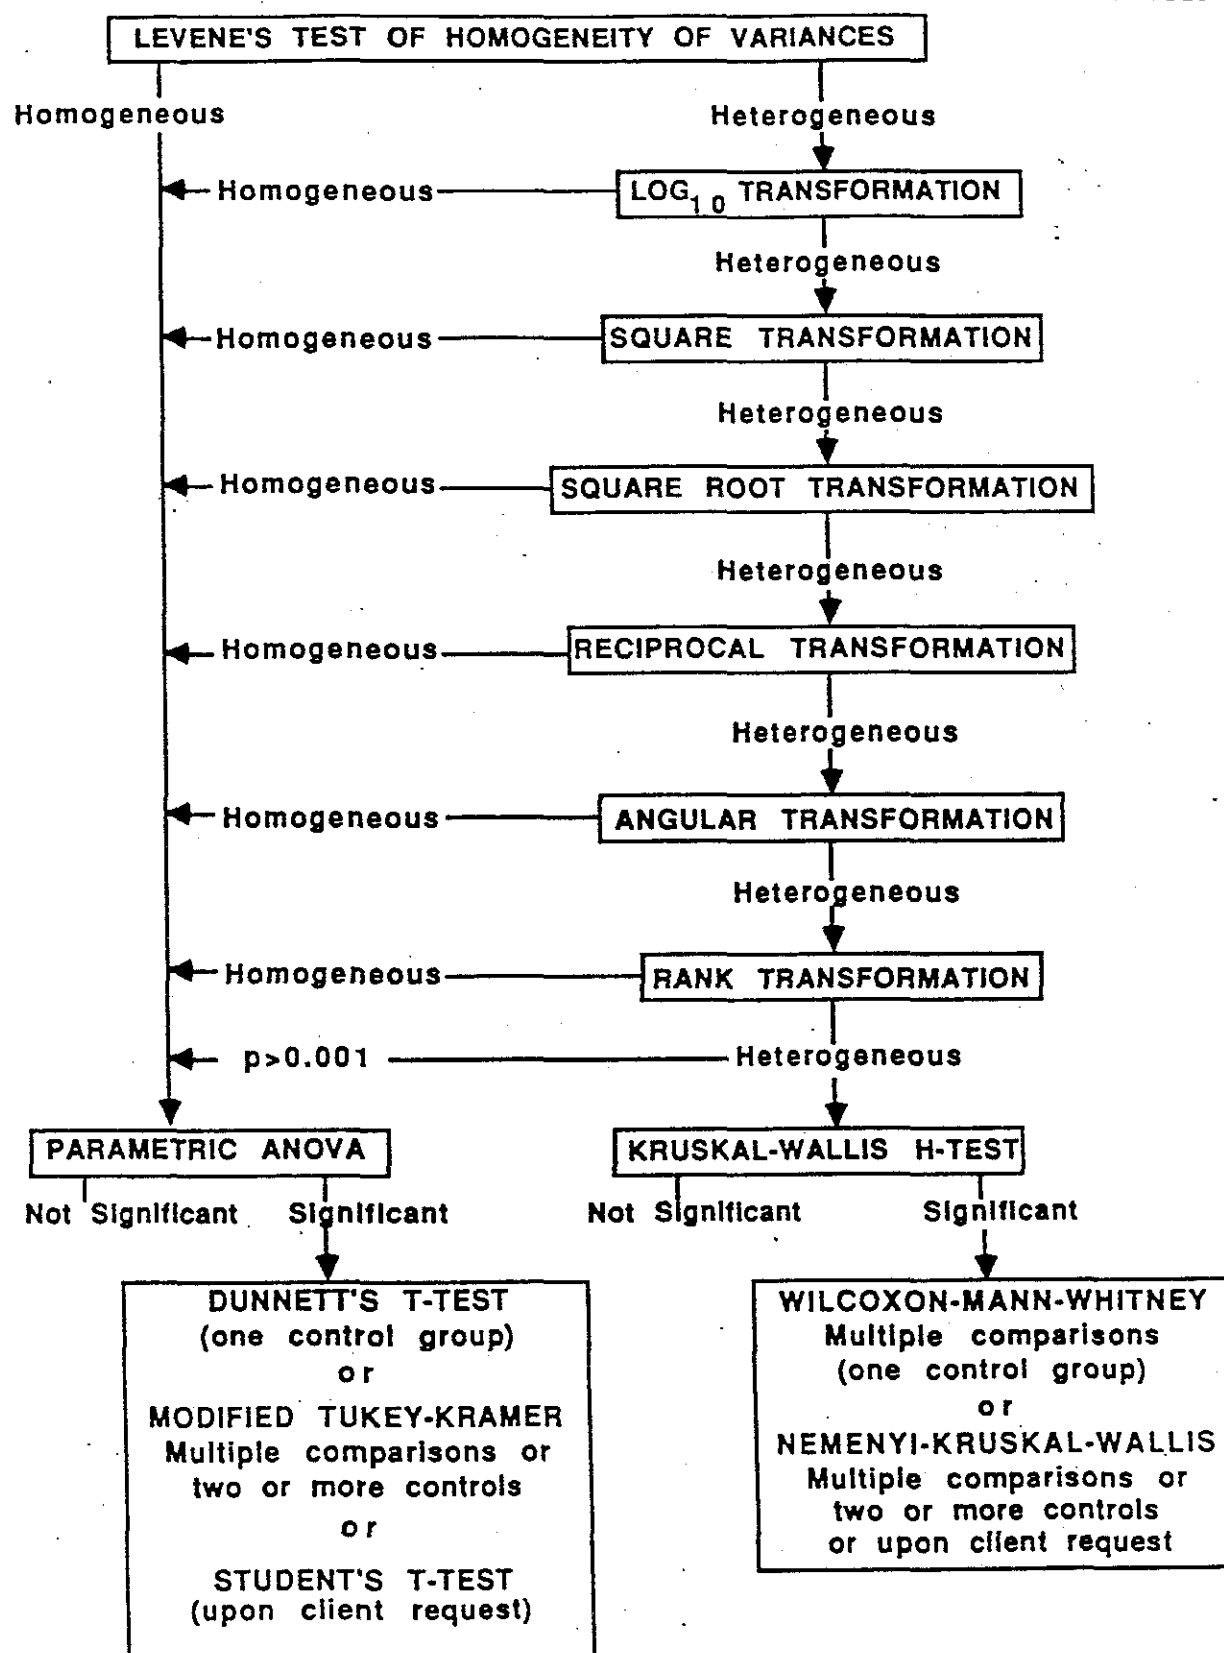 LEVENE'S TEST OF HOMOGENEITY OF VARIANCES
Homogeneous
Heterogeneous
Homogeneous
LOG10 TRANSFORMATION
Heterogeneous
Homogeneous
SQUARE TRANSFORMATION
Heterogeneous
Homogeneous
SQUARE ROOT TRANSFORMATION
Heterogeneous
Homogeneous
RECIPROCAL TRANSFORMATION
Heterogeneous
Homogeneous
ANGULAR TRANSFORMATION
Heterogeneous
Homogeneous
RANK TRANSFORMATION
p>0.001
Heterogeneous
PARAMETRIC ANOVA
KRUSKAL-WALLIS H-TEST
Not Significant
Significant
Not Significant
Significant
DUNNETT'S T-TEST
(one control group)
or
MODIFIED TUKEY-KRAMER
Multiple comparisons or
two or more controls
or
STUDENT'S T-TEST
(upon client request)
WILCOXON-MANN-WHITNEY
Multiple comparisons
(one control group)
or
NEMENYI-KRUSKAL-WALLIS
Multiple comparisons or
two or more controls
or upon client request